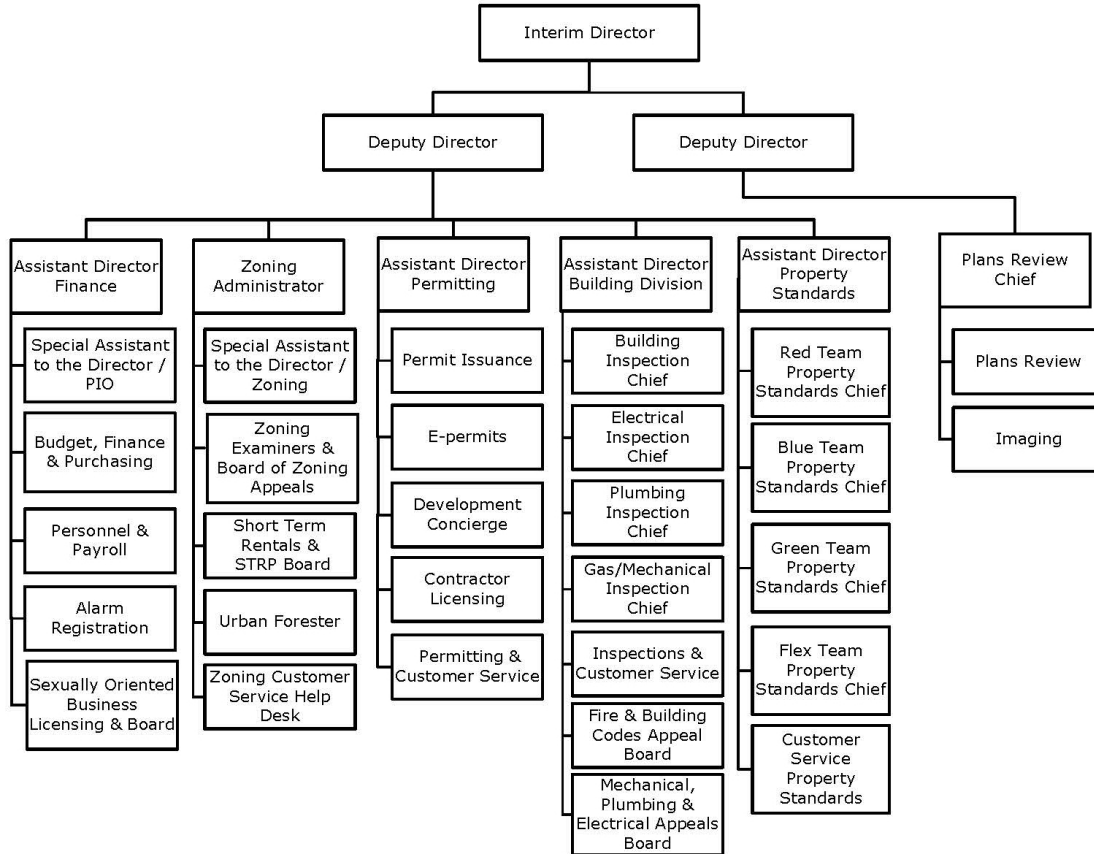 Interim Director
Deputy Director
Deputy Director
Assistant Director
Finance
Special Assistant
to the Director /
PIO
Budget, Finance
& Purchasing
Personnel &
Payroll
Alarm
Registration
Sexually Oriented
Business
Licensing & Board
Zoning
Administrator
Special Assistant
to the Director /
Zoning
Zoning
Examiners &
Board of Zoning
Appeals
Short Term
Rentals &
STRP Board
Urban Forester
Zoning Customer
Service Help
Desk
Assistant Director
Permitting
Permit Issuance
E-permits
Development
Concierge
Contractor
Licensing
Permitting &
Customer Service
Assistant Director
Building Division
Building
Inspection
Chief
Electrical
Inspection
Chief
Plumbing
Inspection
Chief
Gas/Mechanical
Inspection
Chief
Inspections &
Customer Service
Fire & Building
Codes Appeal
Board
Mechanical,
Plumbing &
Electrical Appeals
Board
Assistant Director
Property
Standards
Red Team
Property
Standards Chief
Blue Team
Property
Standards Chief
Green Team
Property
Standards Chief
Flex Team
Property
Standards Chief
Customer
Service
Property
Standards
Plans Review
Chief
Plans Review
Imaging